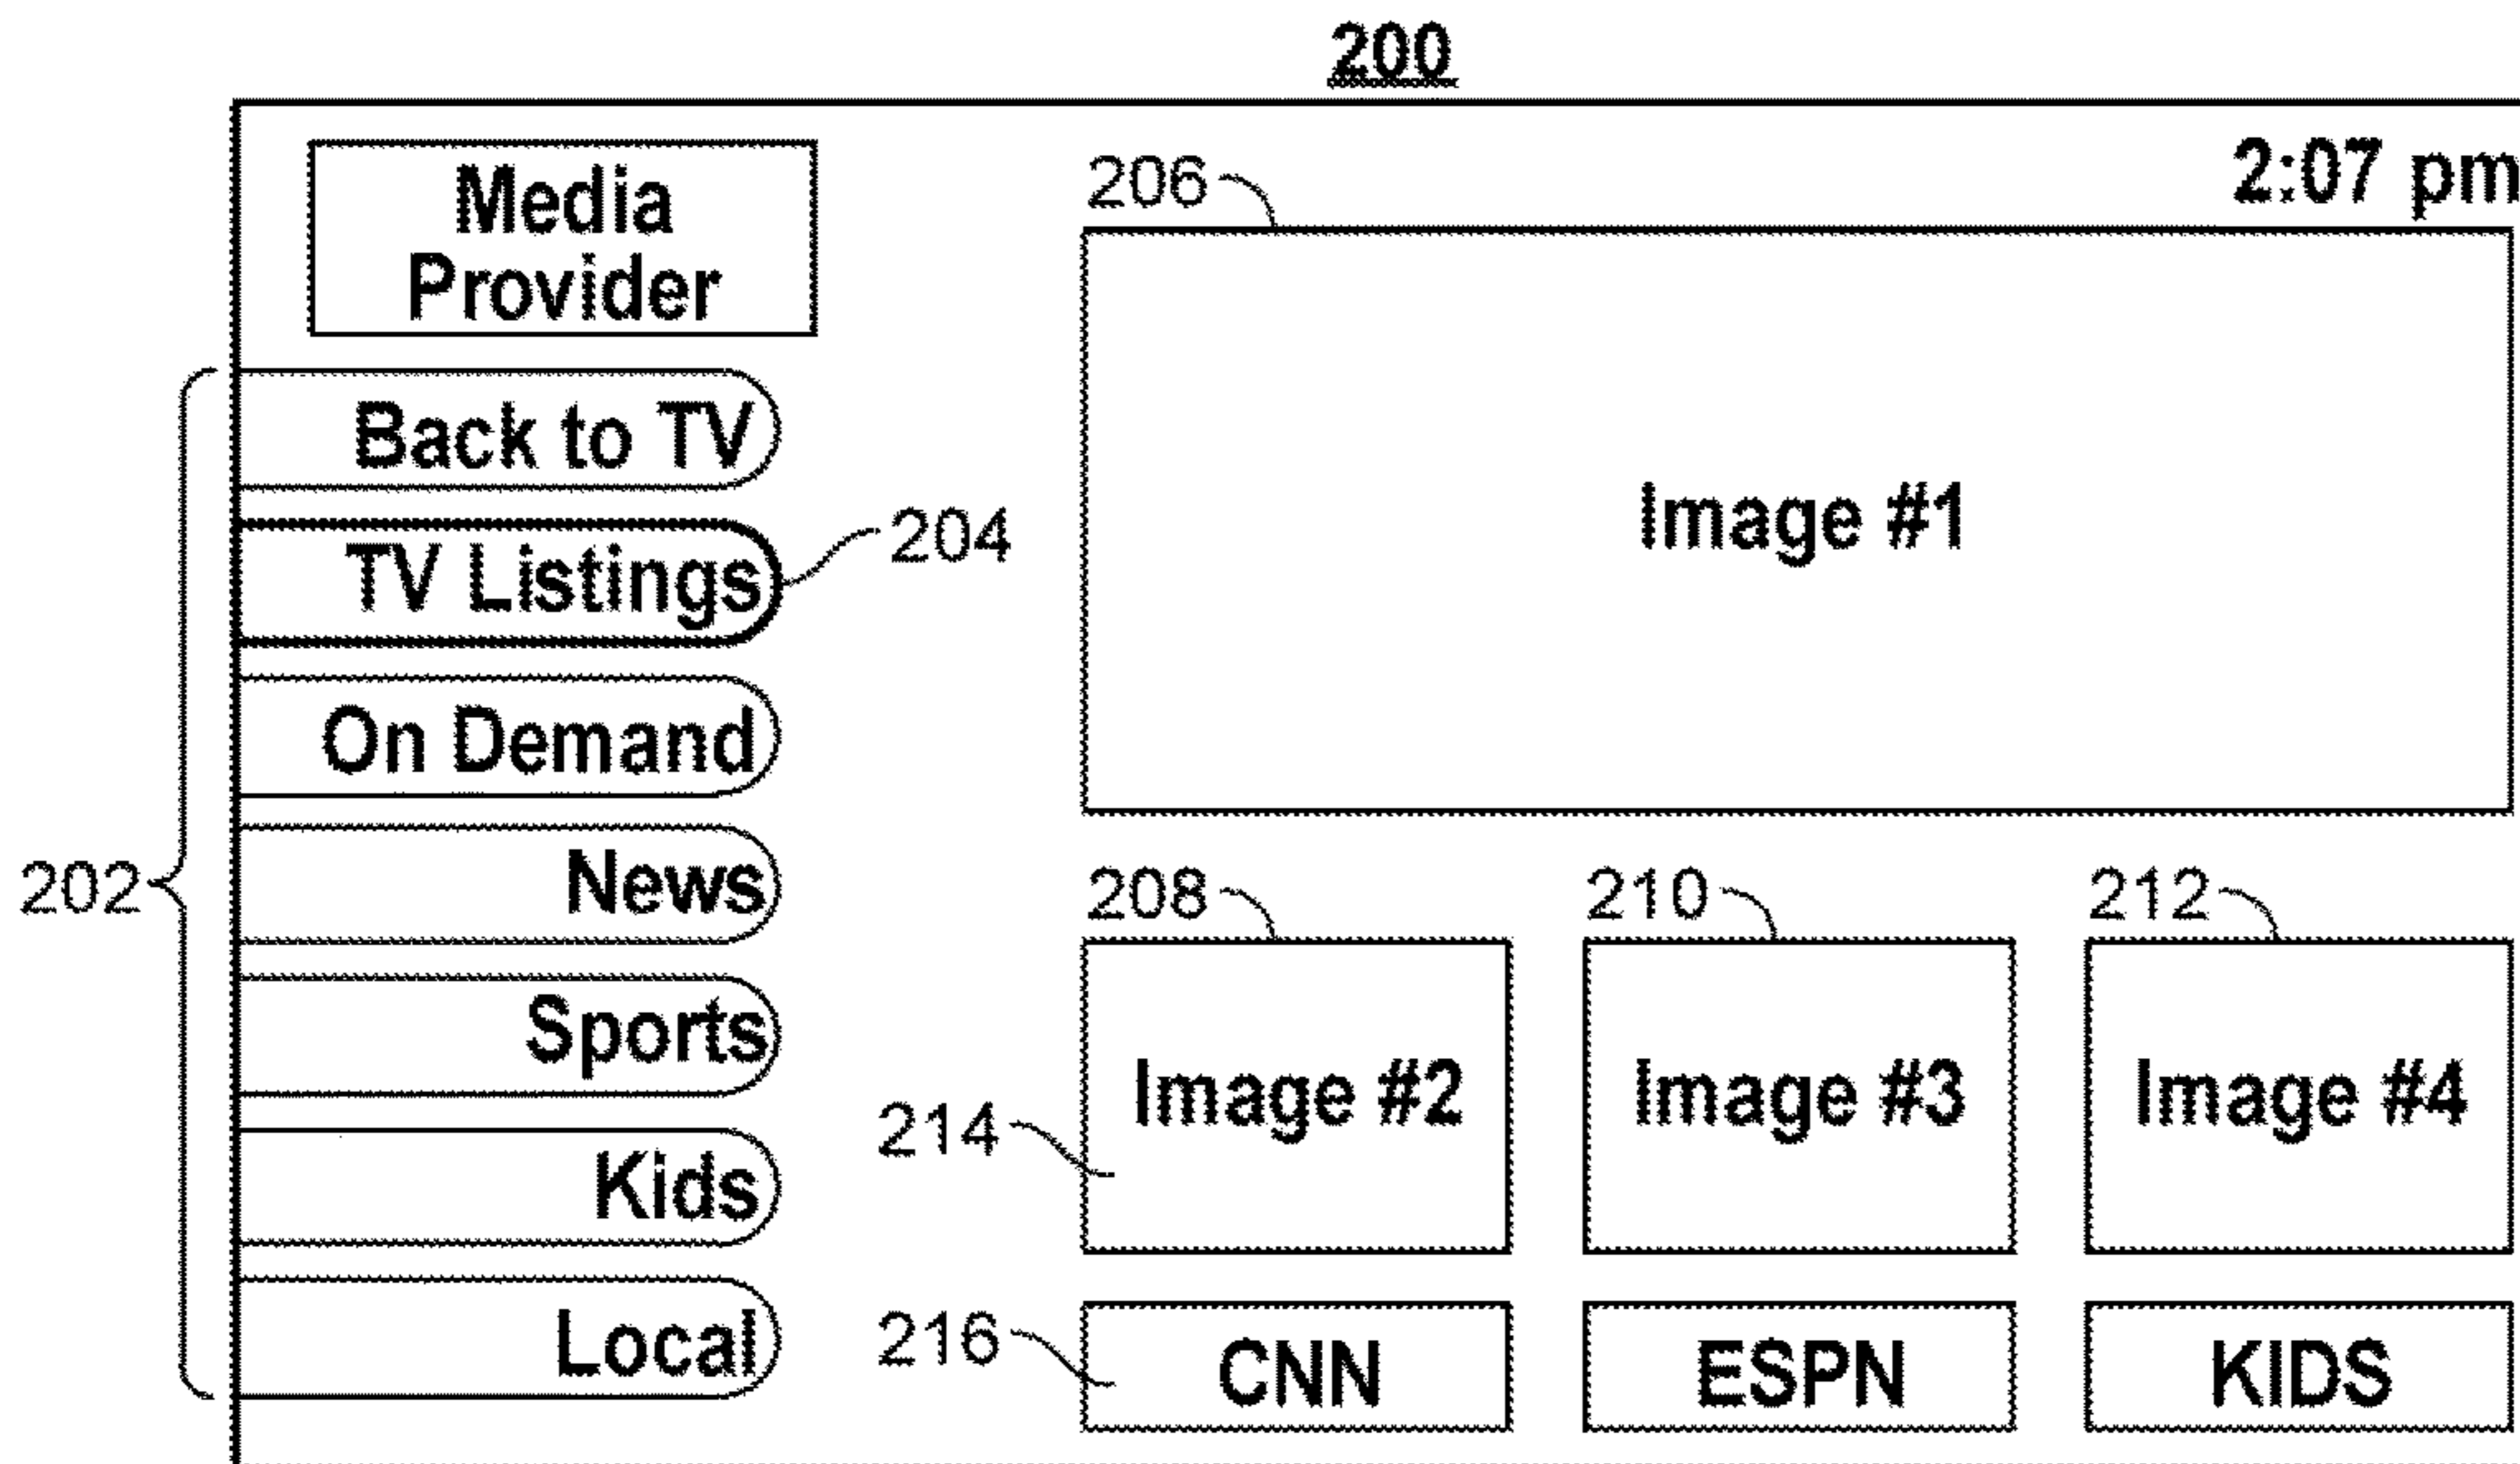 200
2:07 pm
Media
Provider
206
Image #1
Back to TV
TV Listings
204
On Demand
News
Sports
Kids
Local
202
208
210
212
Image #2
Image #3
Image #4
214
216
CNN
ESPN
KIDS